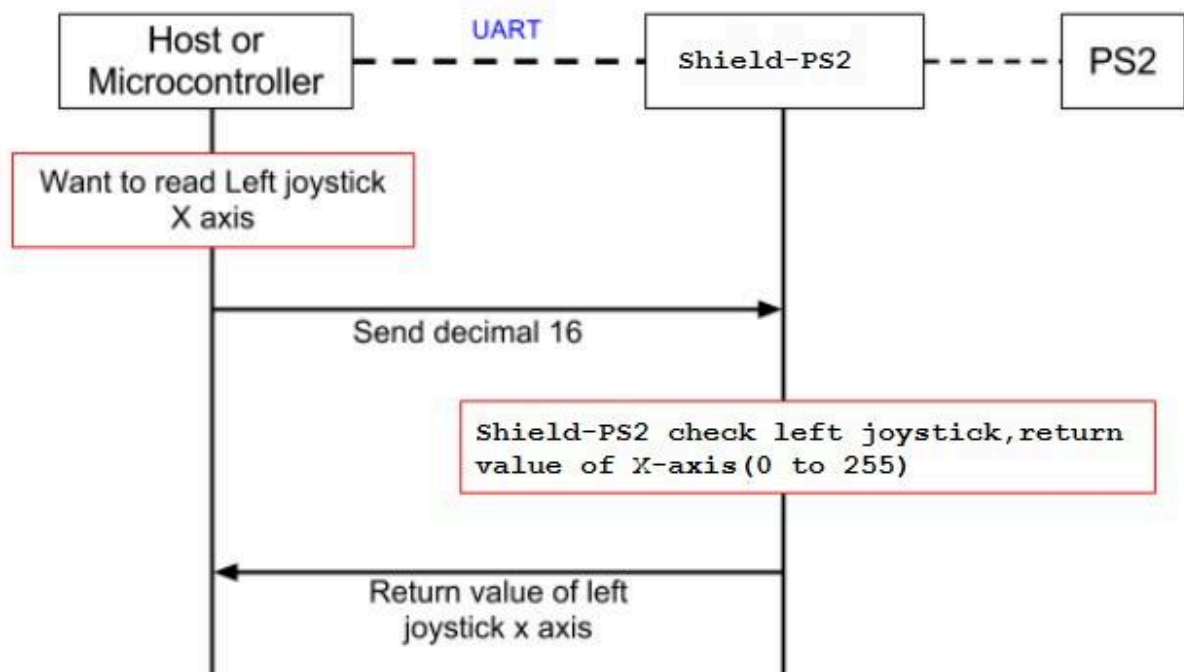 Host or
Microcontroller
UART
Shield-PS2
PS2
Want to read Left joystick
X axis
Send decimal 16
Shield-PS2 check left joystick,return
value of X-axis(0 to 255)
Return value of left
joystick x axis